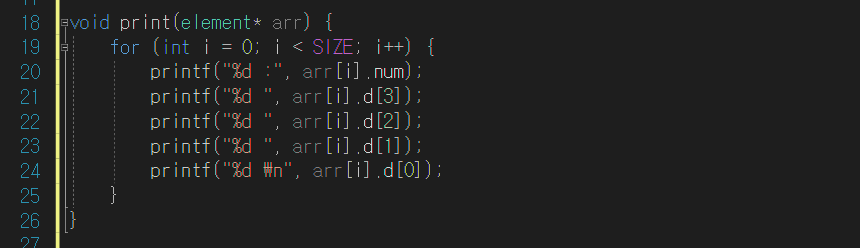 18 void print(element* arr) {
19 for (int i = 0; i < SIZE; i++) {
20 printf("%d :", arr[i].num);
21 printf("%d ", arr[i].d[3]);
22 printf("%d ", arr[i].d[2]);
23 printf("%d ", arr[i].d[1]);
24 printf("%d ₩n", arr[i].d[0]);
25 }
26 }
27